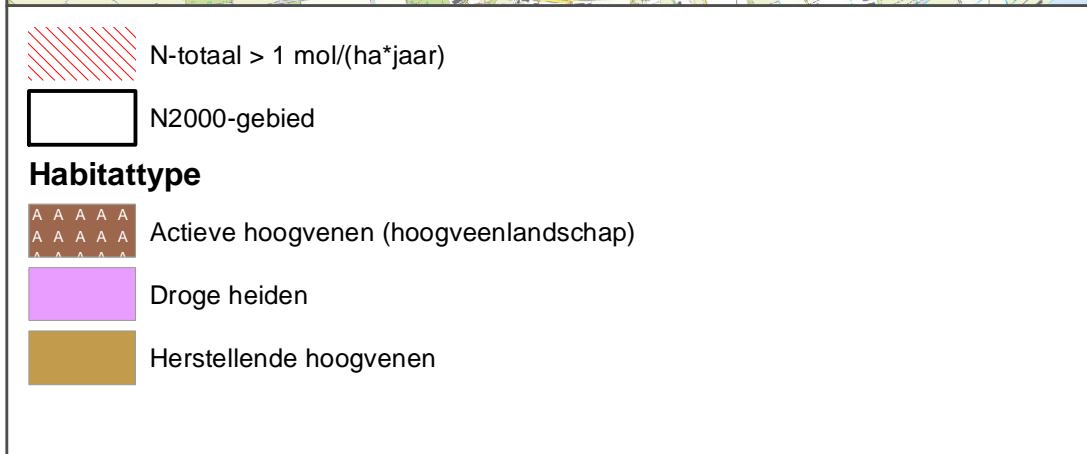 N-totaal > 1 mol/(ha*jaar)
N2000-gebied
Habitattype
A A A A A
A A A A A
A A A A A
Actieve hoogvenen (hoogveenlandschap)
Droge heiden
Herstellende hoogvenen